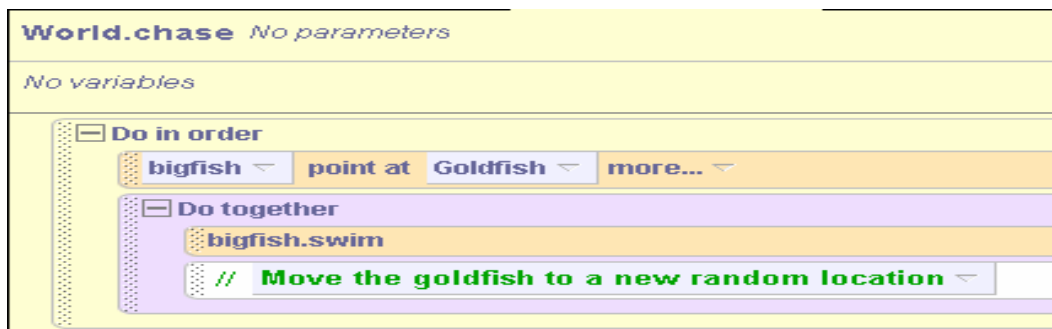 World.chase No parameters
No variables
Do in order
bigfish point at Goldfish more...
Do together
bigfish.swim
// Move the goldfish to a new random location